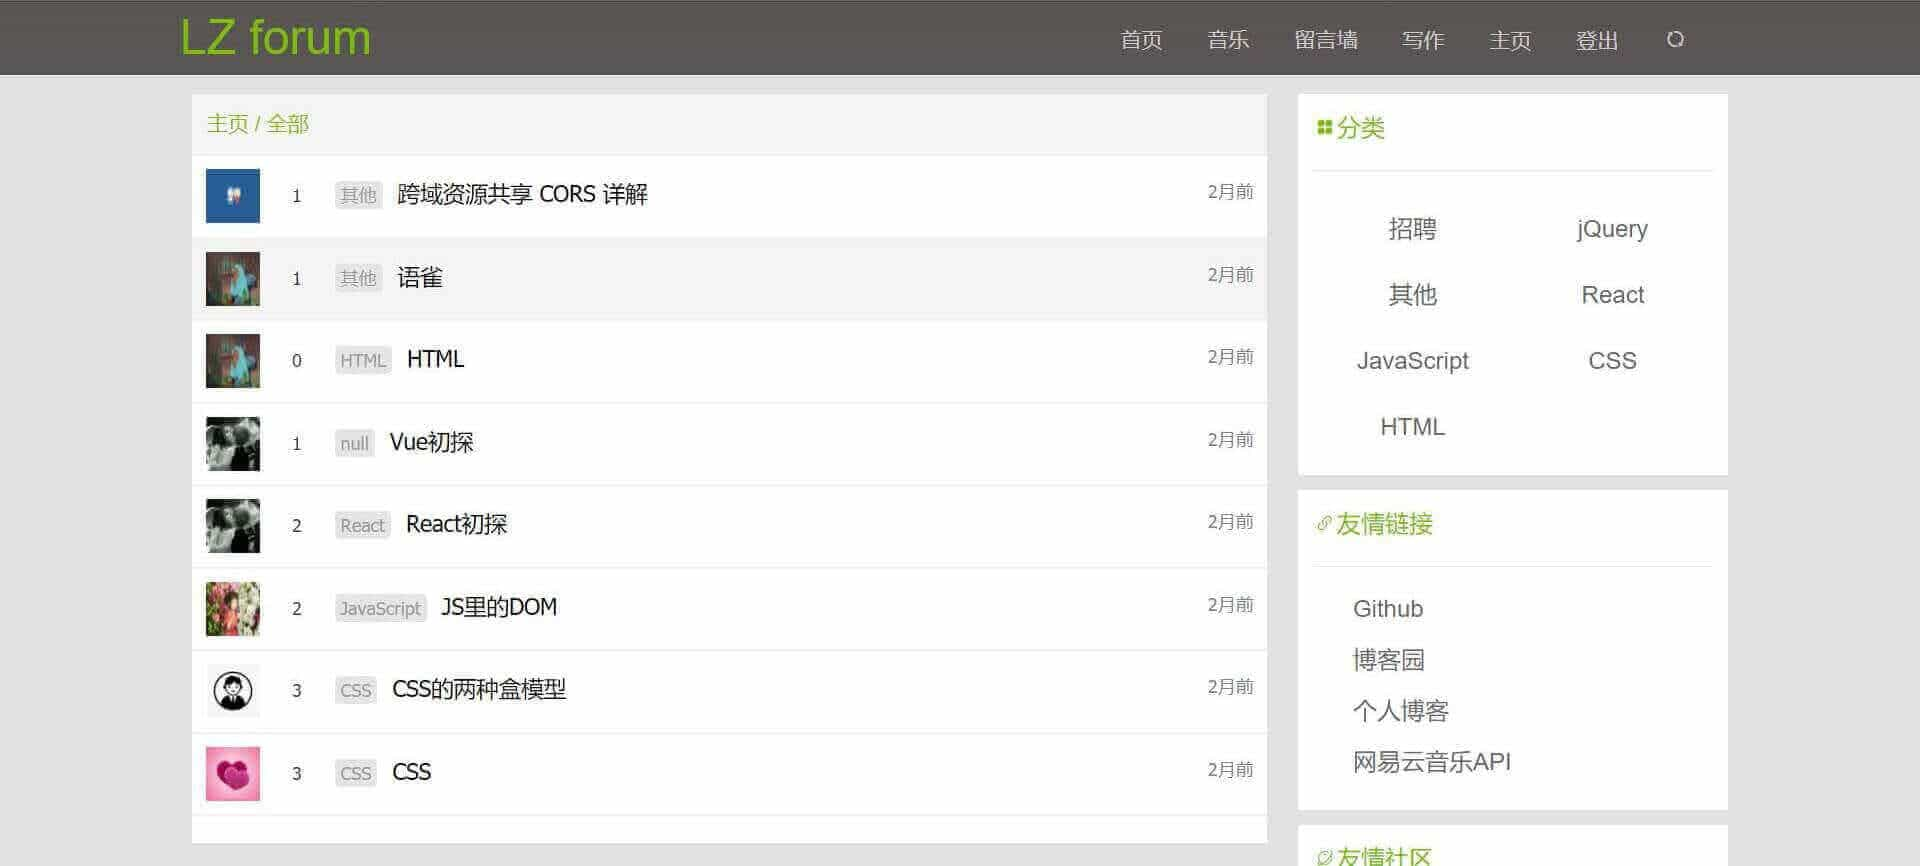 LZ forum
首页 音乐 留言墙 写作 主页 登出
主页 / 全部
1 其他 跨域资源共享 CORS 详解 2月前
1 其他 语雀 2月前
0 HTML HTML 2月前
1 null Vue初探 2月前
2 React React初探 2月前
2 JavaScript JS里的DOM 2月前
3 CSS CSS的两种盒模型 2月前
3 CSS CSS 2月前
分类
招聘 jQuery
其他 React
JavaScript CSS
HTML
友情链接
Github
博客园
个人博客
网易云音乐API
友情社区